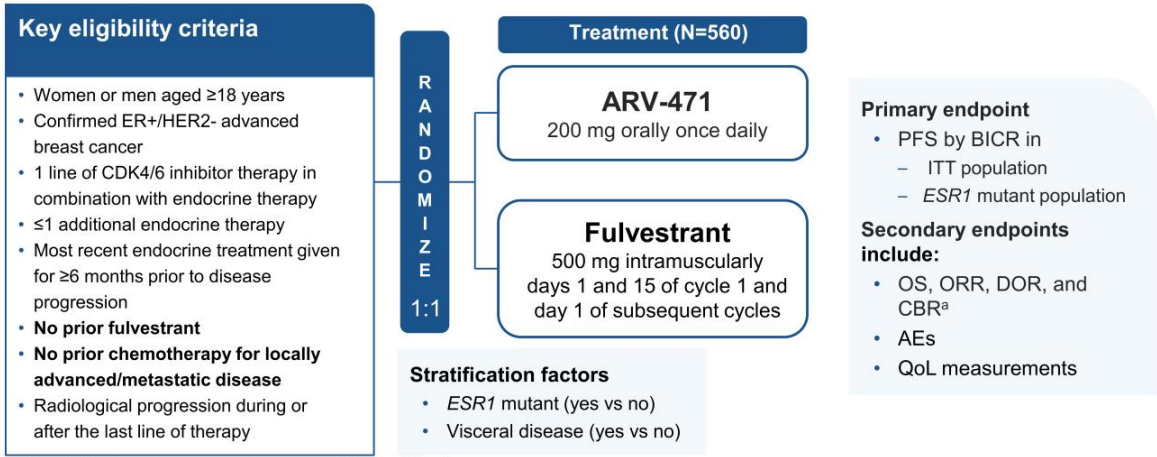 Key eligibility criteria
• Women or men aged ≥18 years
• Confirmed ER+/HER2- advanced
breast cancer
• 1 line of CDK4/6 inhibitor therapy in
combination with endocrine therapy
• ≤1 additional endocrine therapy
• Most recent endocrine treatment given
for ≥6 months prior to disease
progression
• No prior fulvestrant
• No prior chemotherapy for locally
advanced/metastatic disease
• Radiological progression during or
after the last line of therapy
RANDOMIZE
1:1
Treatment (N=560)
ARV-471
200 mg orally once daily
Fulvestrant
500 mg intramuscularly
days 1 and 15 of cycle 1 and
day 1 of subsequent cycles
Stratification factors
• ESR1 mutant (yes vs no)
• Visceral disease (yes vs no)
Primary endpoint
• PFS by BICR in
– ITT population
– ESR1 mutant population
Secondary endpoints
include:
• OS, ORR, DOR, and
CBRª
• AEs
• QoL measurements